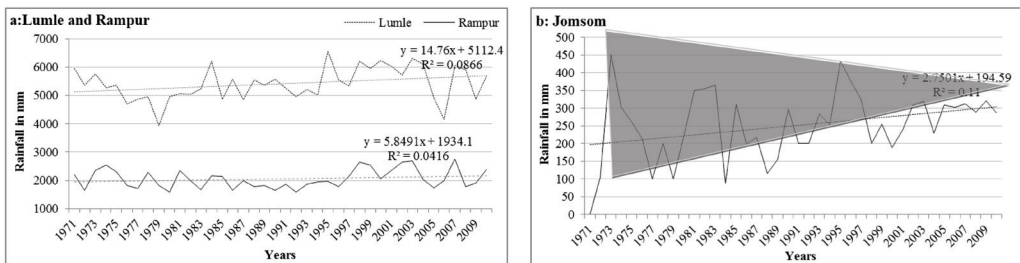 a:Lumle and Rampur
Lumle Rampur
7000
6000
5000
4000
3000
2000
1000
Rainfall in mm
y = 14.76x + 5112.4
R² = 0.0866
y = 5.8491x + 1934.1
R² = 0.0416
1971 1973 1975 1977 1979 1981 1983 1985 1987 1989 1991 1993 1995 1997 1999 2001 2003 2005 2007 2009
Years
b: Jomsom
500
450
400
350
300
250
200
150
100
50
0
Rainfall in mm
y = 2.7501x + 194.59
R² = 0.11
1971 1973 1975 1977 1979 1981 1983 1985 1987 1989 1991 1993 1995 1997 1999 2001 2003 2005 2007 2009
Years